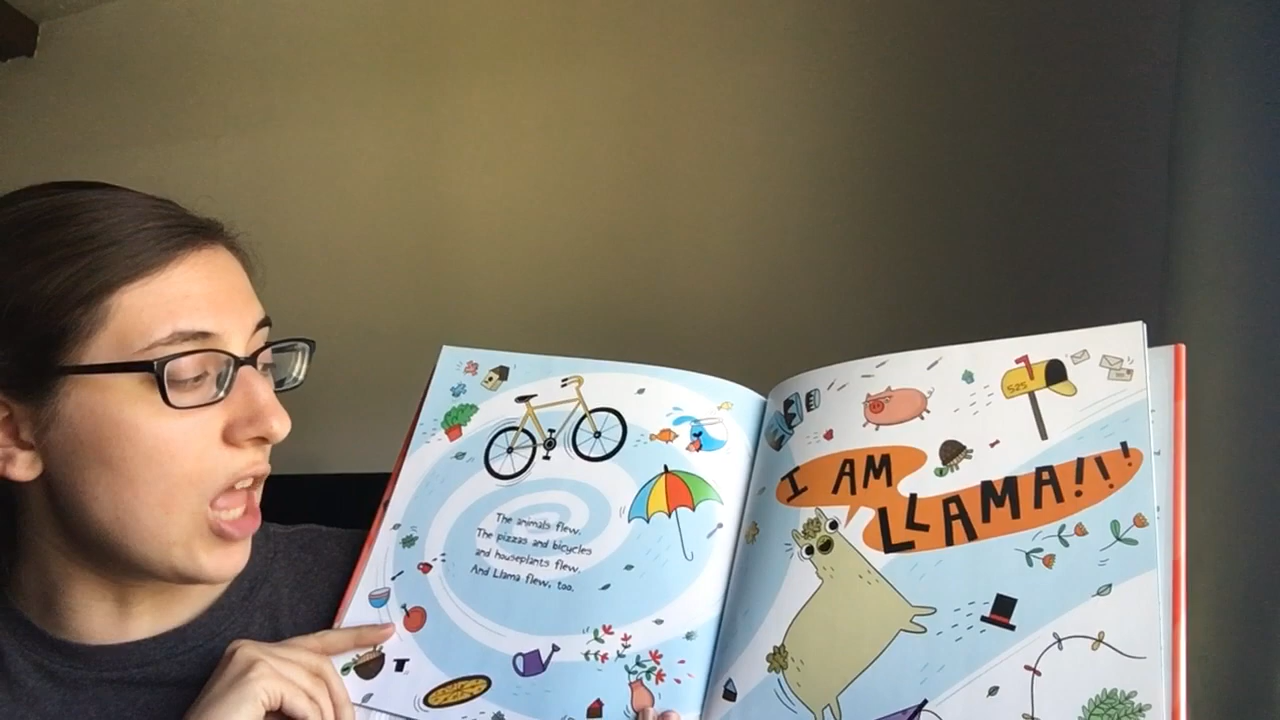 The animals flew.
The pizzas and bicycles
and houseplants flew.
And Llama flew, too.
525
I AM
LLAMA!!!